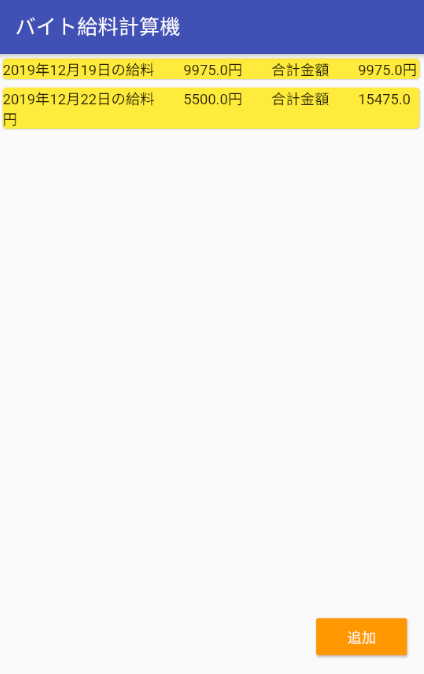 バイト給料計算機
2019年12月19日の給料 9975.0円 合計金額 9975.0円
2019年12月22日の給料 5500.0円 合計金額 15475.0
円
追加